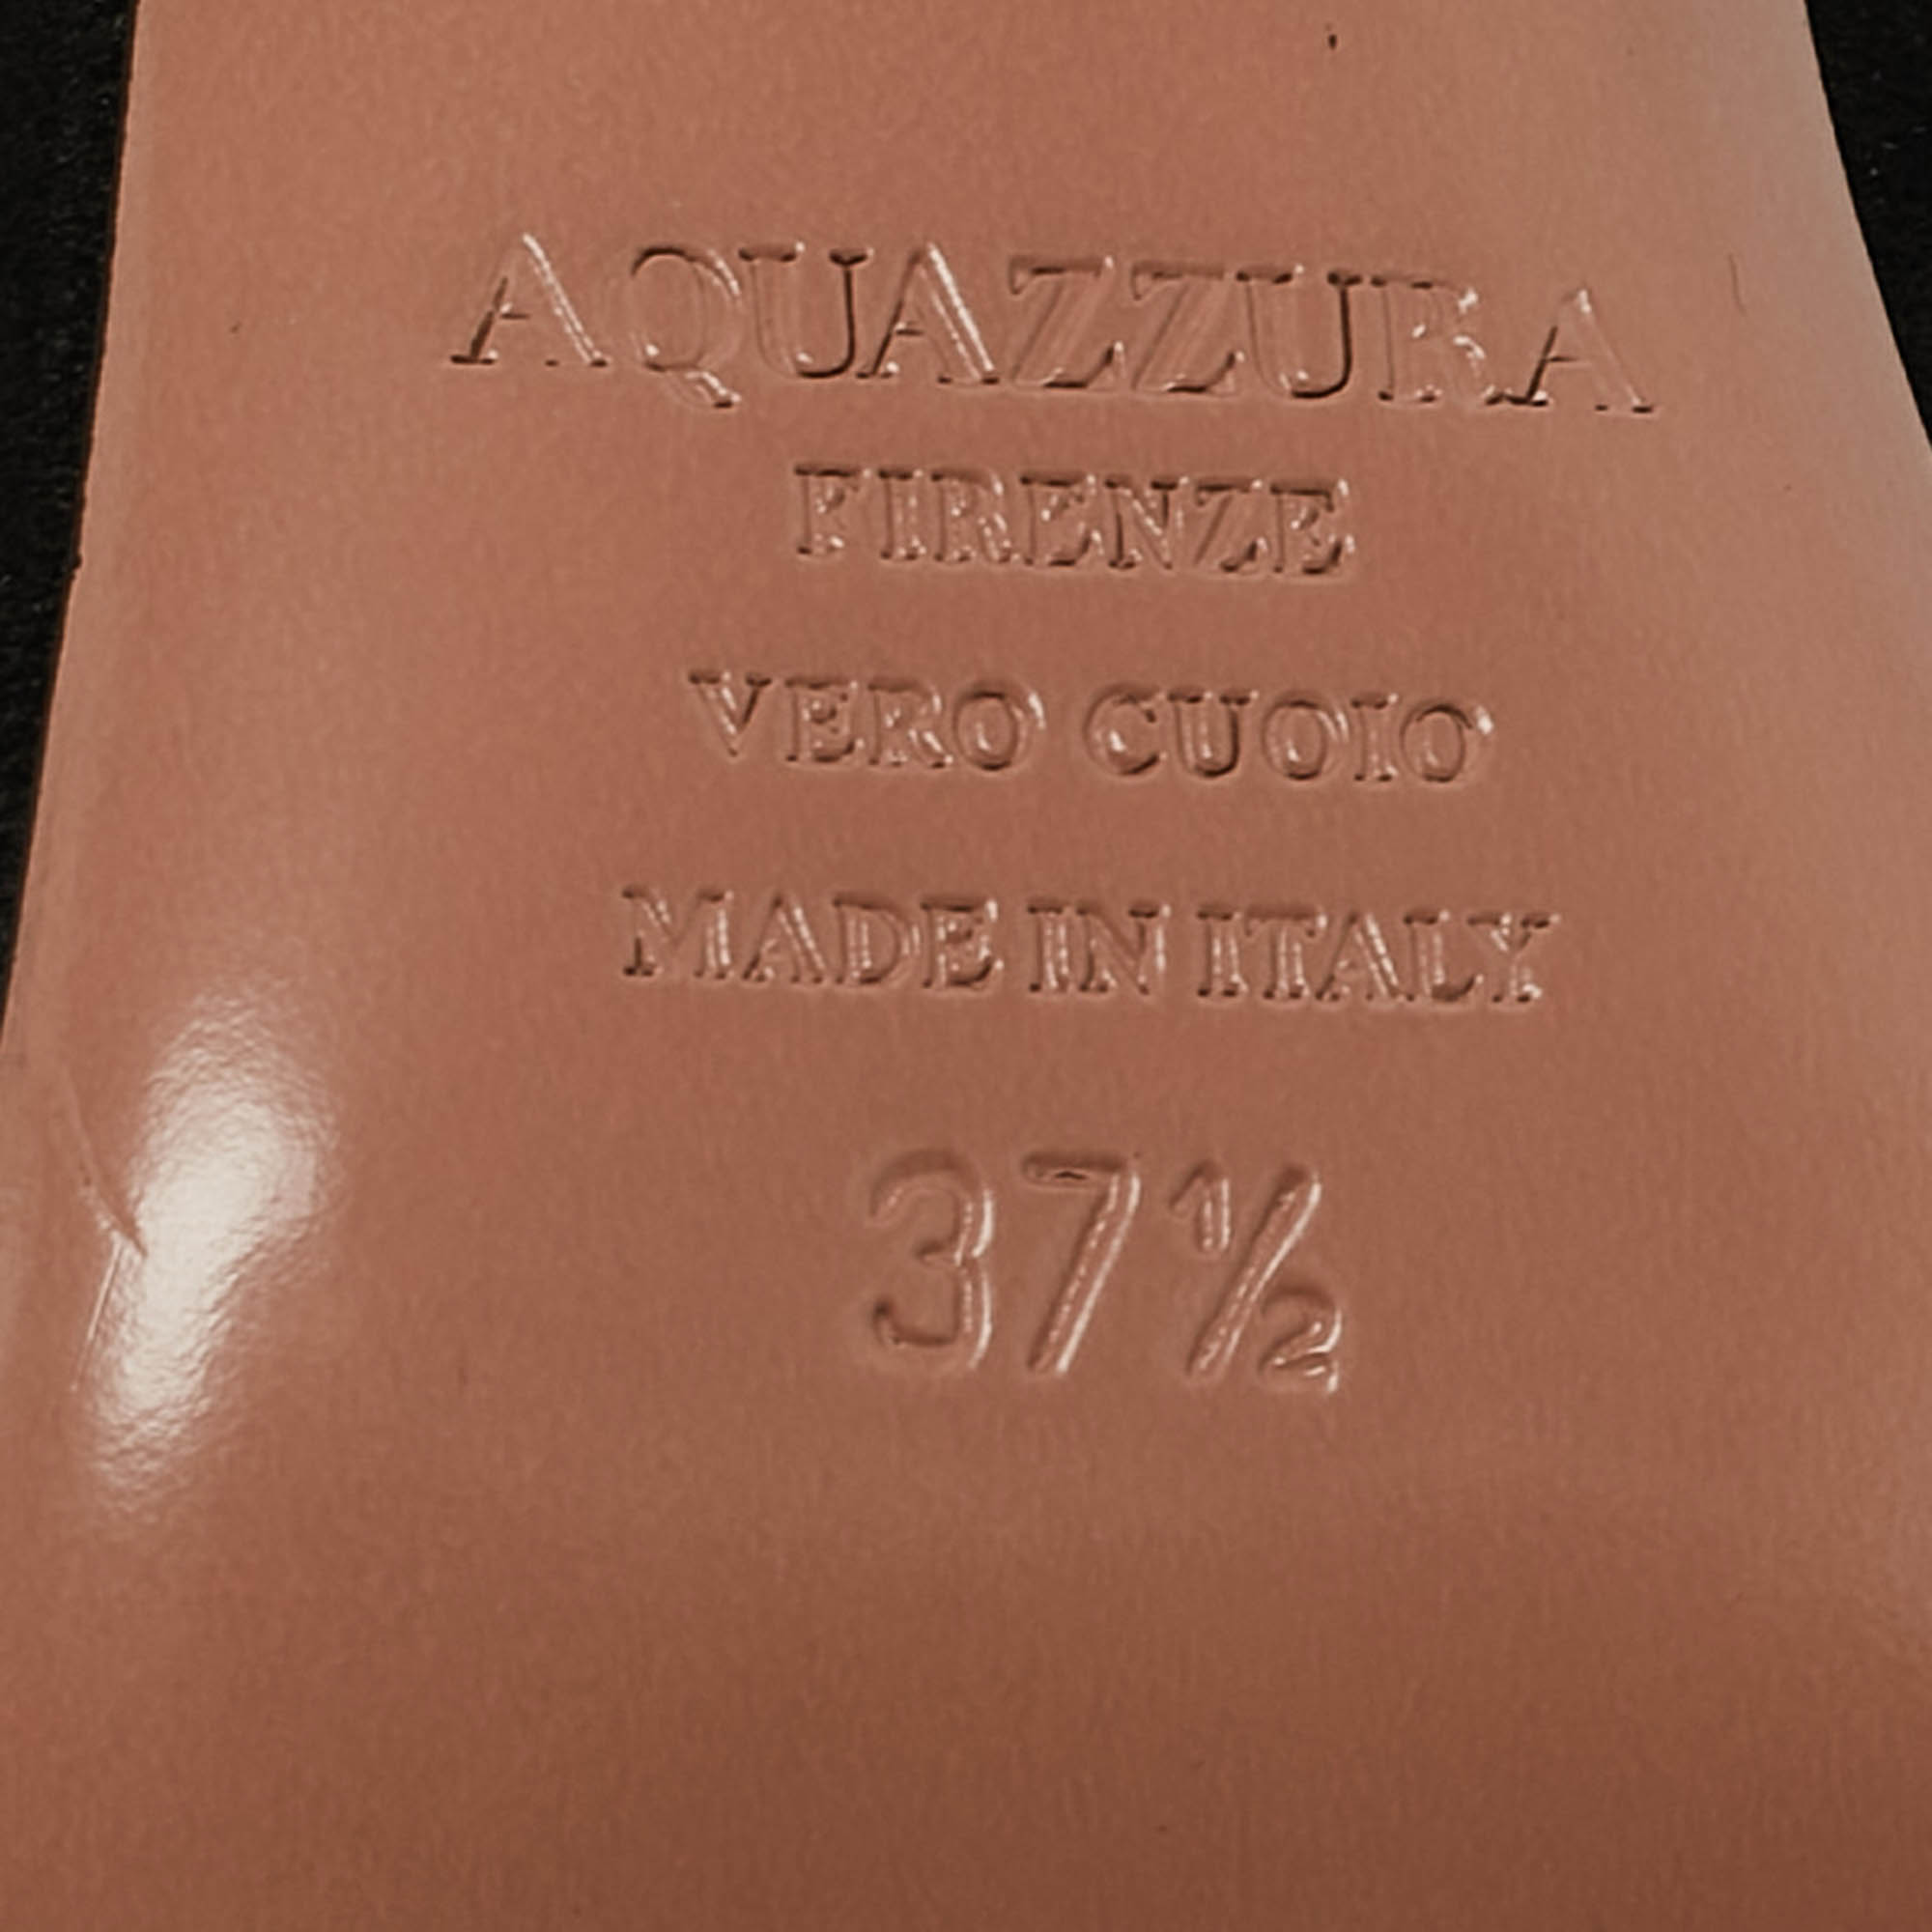 AQUAZZURA
FIRENZE
VERO CUOIO
MADE IN ITALY
37½